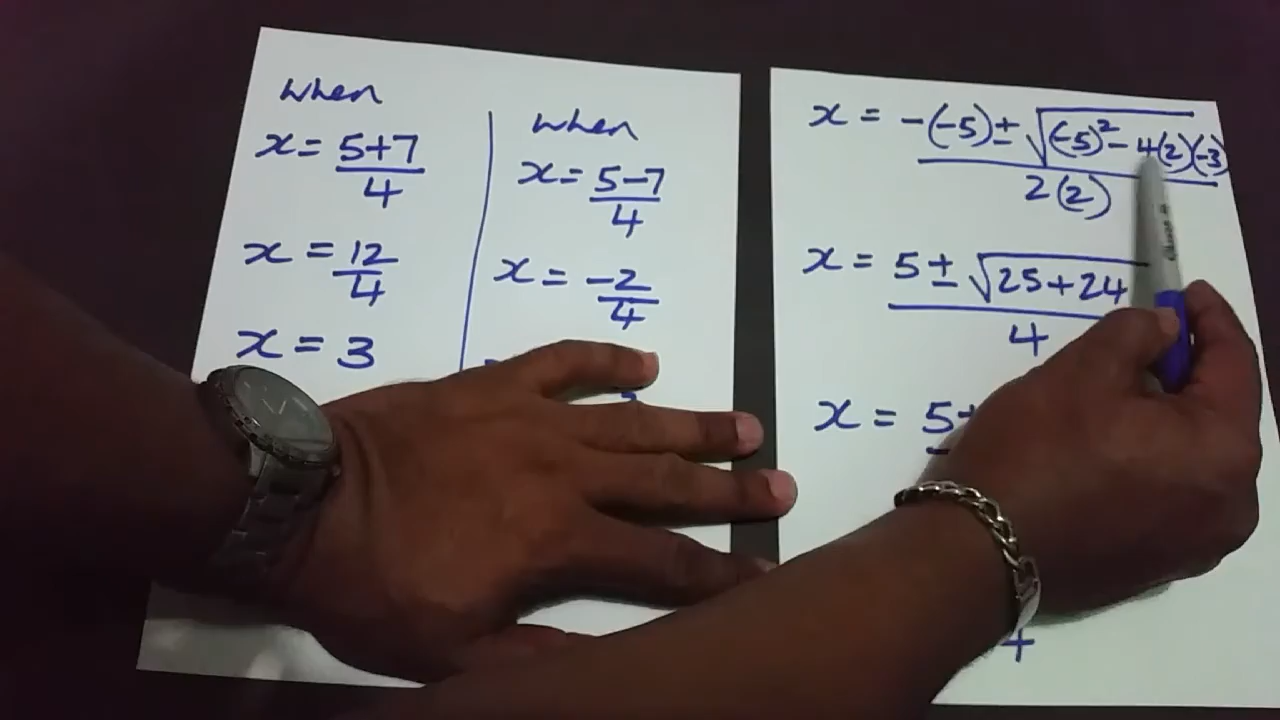 when
x = 5+7/4
x = 12/4
x = 3
when
x = 5-7/4
x = -2/4
x = -(-5) ± √(-5)² - 4(2)(-3)/2(2)
x = 5 ± √25+24/4
x = 5±
4